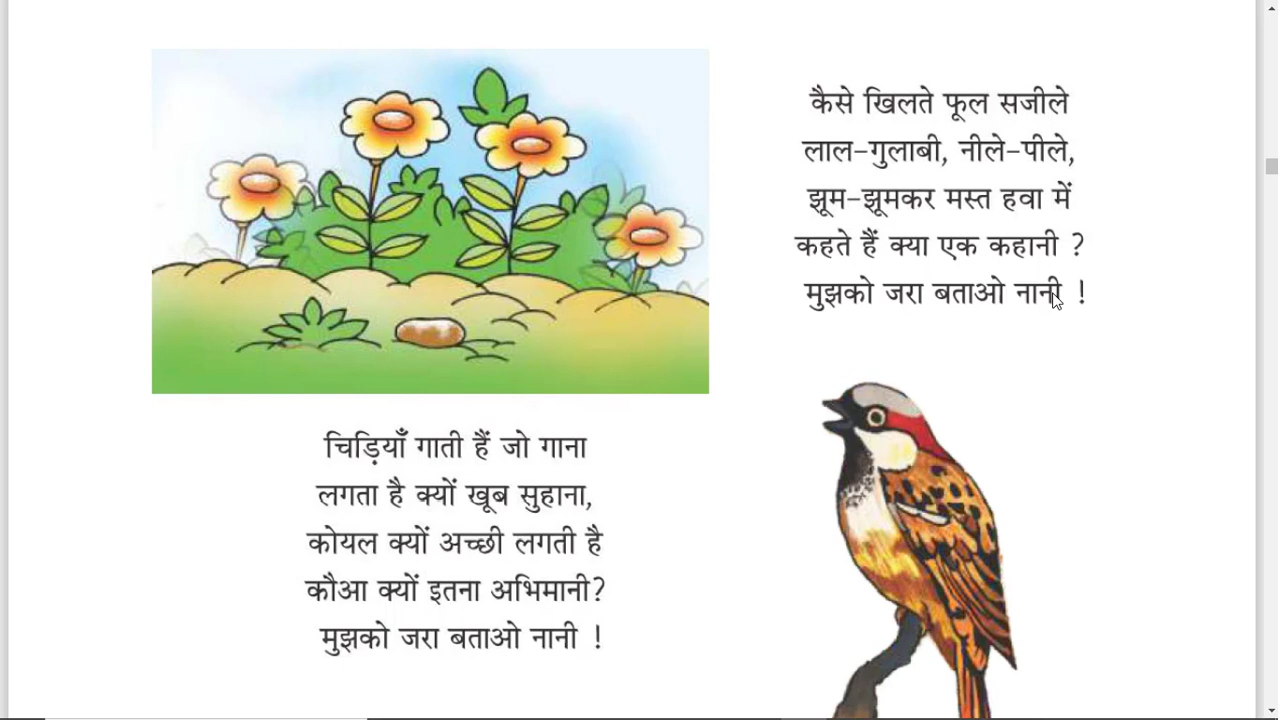 कैसे खिलते फूल सजीले
लाल-गुलाबी, नीले-पीले,
झूम-झूमकर मस्त हवा में
कहते हैं क्या एक कहानी ?
मुझको जरा बताओ नानी !
चिड़ियाँ गाती हैं जो गाना
लगता है क्यों खूब सुहाना,
कोयल क्यों अच्छी लगती है
कौआ क्यों इतना अभिमानी?
मुझको जरा बताओ नानी !